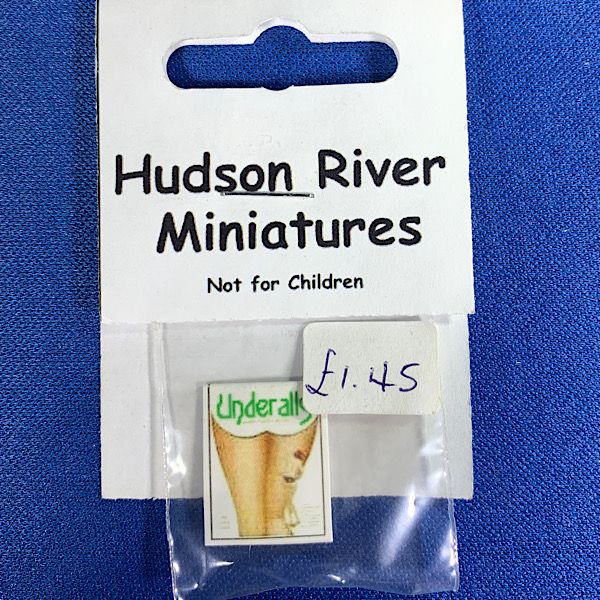 Hudson River
Miniatures
Not for Children
£1.45
Underalls